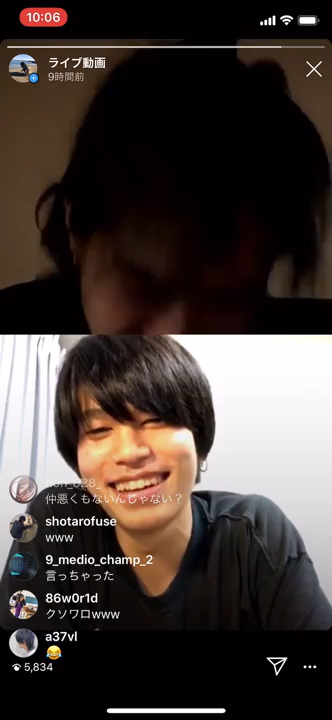 10:06
ライブ動画
9時間前
仲悪くもないんじゃない？
shotarofuse
www
9_medio_champ_2
言っちゃった
86w0r1d
クソワロwww
a37vl
😂
5,834